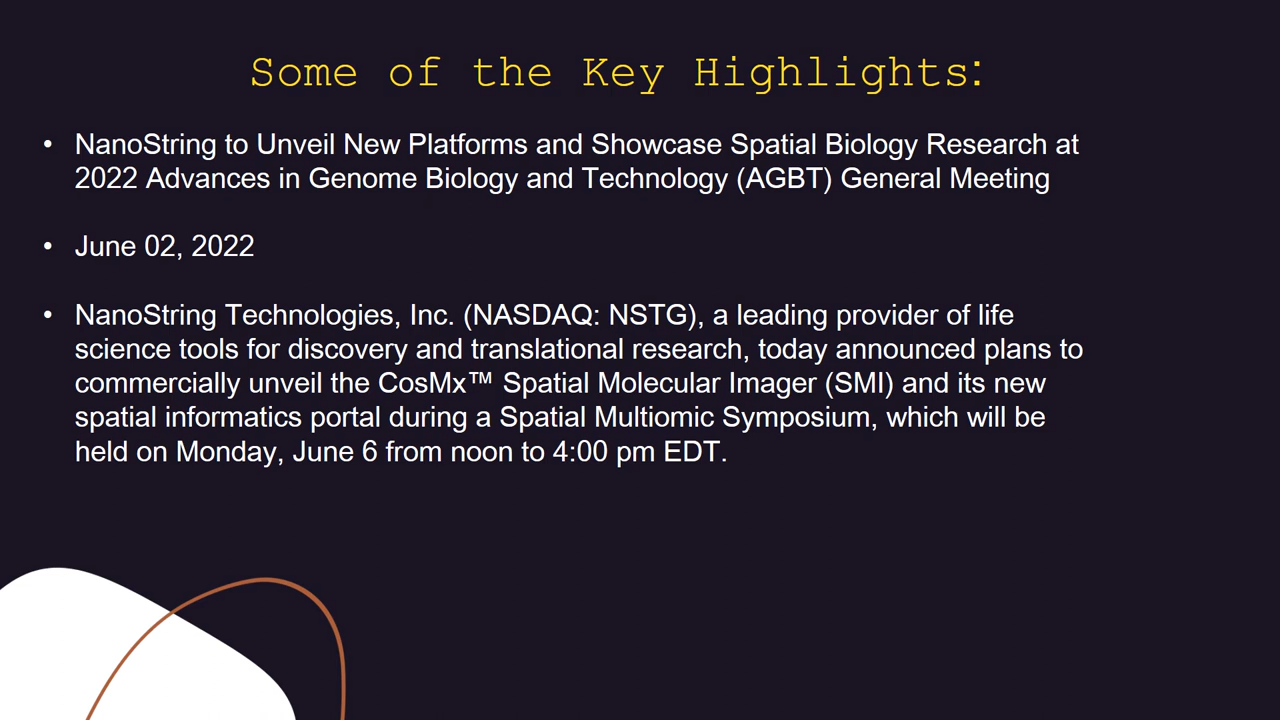 Some of the Key Highlights:
• NanoString to Unveil New Platforms and Showcase Spatial Biology Research at
2022 Advances in Genome Biology and Technology (AGBT) General Meeting
• June 02, 2022
• NanoString Technologies, Inc. (NASDAQ: NSTG), a leading provider of life
science tools for discovery and translational research, today announced plans to
commercially unveil the CosMx™ Spatial Molecular Imager (SMI) and its new
spatial informatics portal during a Spatial Multiomic Symposium, which will be
held on Monday, June 6 from noon to 4:00 pm EDT.